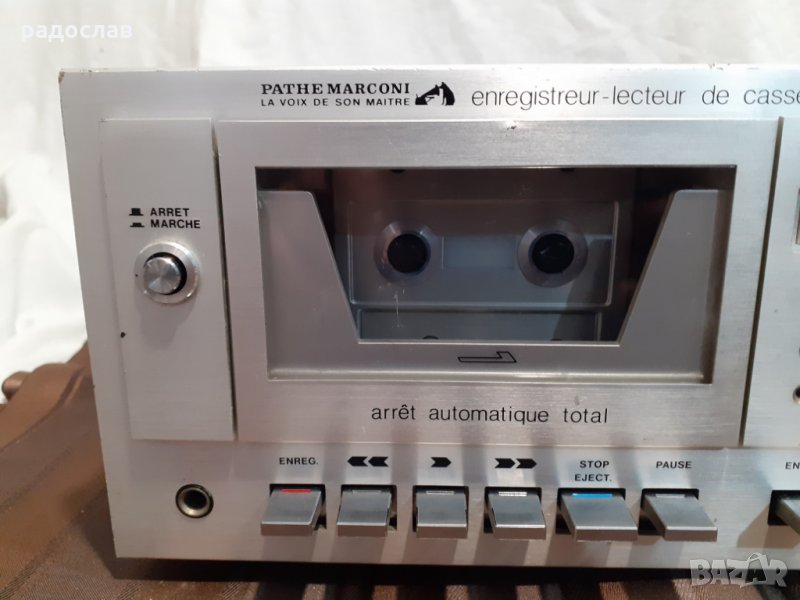 радослав
PATHE MARCONI
LA VOIX DE SON MAITRE
enregistreur-lecteur de casse
ARRET
MARCHE
arrêt automatique total
ENREG.
STOP
EJECT.
PAUSE
EN
BAZAR